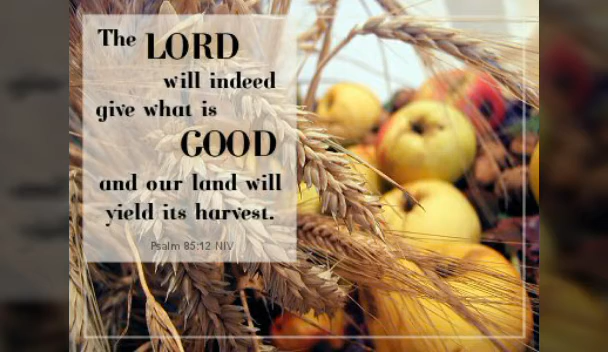 The LORD
will indeed
give what is
GOOD
and our land will
yield its harvest.
Psalm 85:12 NIV